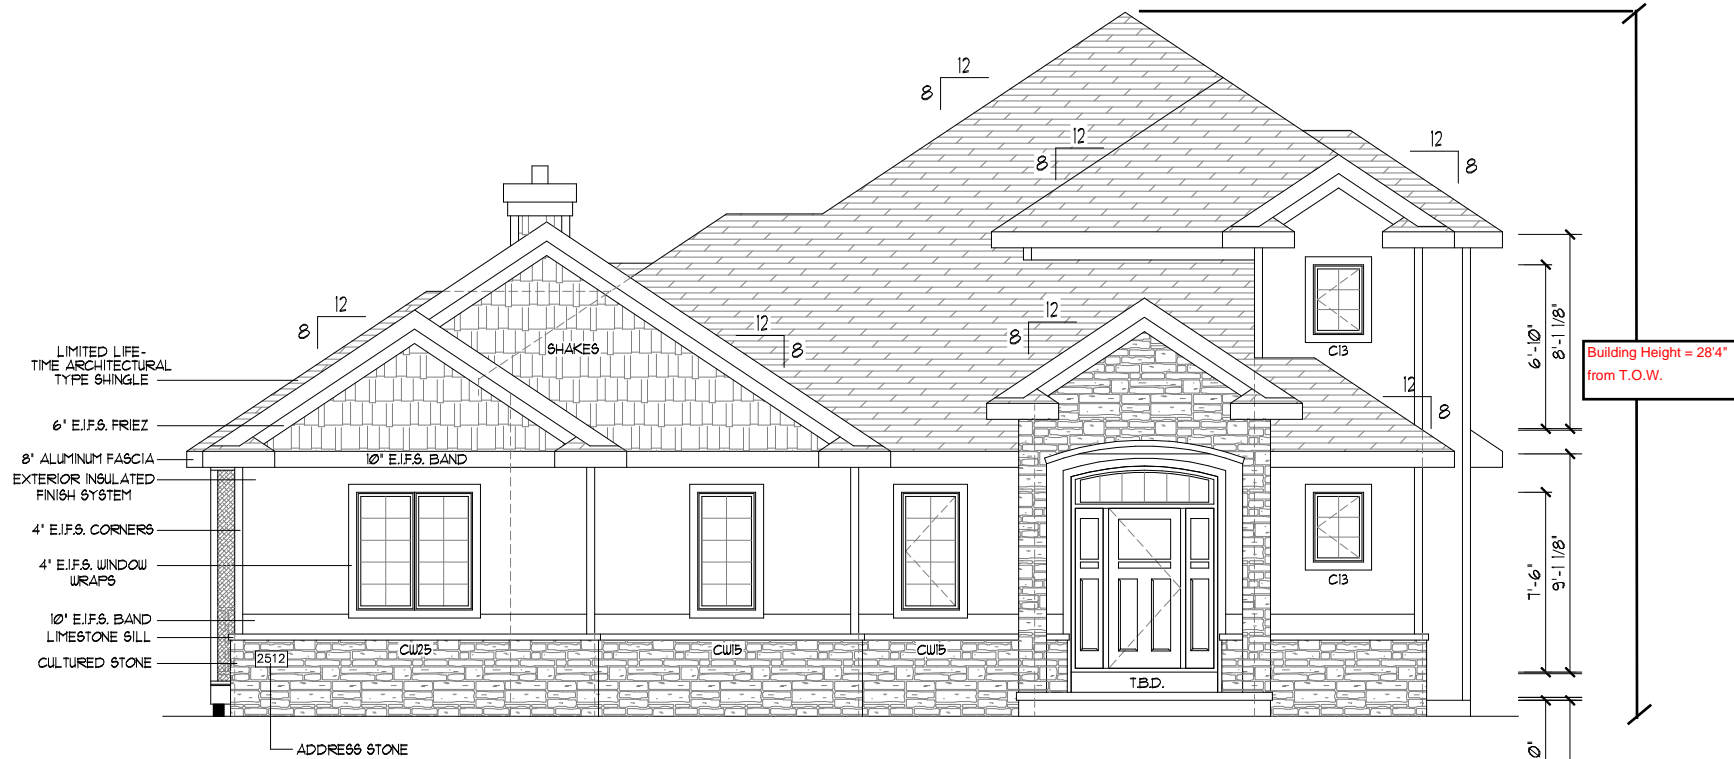 12
8
12
8
12
8
12
8
12
8
12
8
12
8
LIMITED LIFE-
TIME ARCHITECTURAL
TYPE SHINGLE
6" E.I.F.S. FRIEZ
8" ALUMINUM FASCIA
EXTERIOR INSULATED
FINISH SYSTEM
4" E.I.F.S. CORNERS
4" E.I.F.S. WINDOW
WRAPS
10" E.I.F.S. BAND
LIMESTONE SILL
CULTURED STONE
2512
ADDRESS STONE
SHAKES
10" E.I.F.S. BAND
CW25
CW15
CW15
T.B.D.
C13
C13
6'-10"
8'-1 1/8"
7'-6"
9'-1 1/8"
0"
Building Height = 28'4"
from T.O.W.